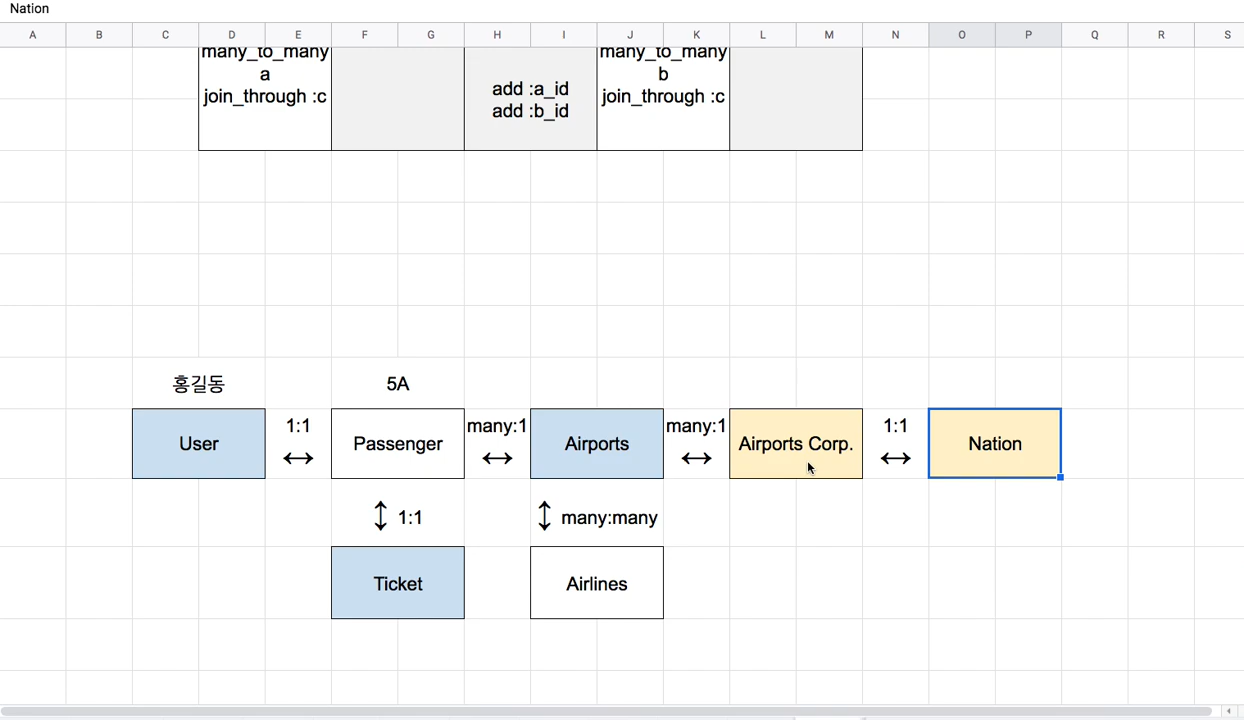 Nation
A B C D E F G H I J K L M N O P Q R S
many_to_many
a
join_through :c
add :a_id
add :b_id
many_to_many
b
join_through :c
홍길동 5A
User 1:1 Passenger many:1 Airports many:1 Airports Corp. 1:1 Nation
1:1 many:many
Ticket Airlines